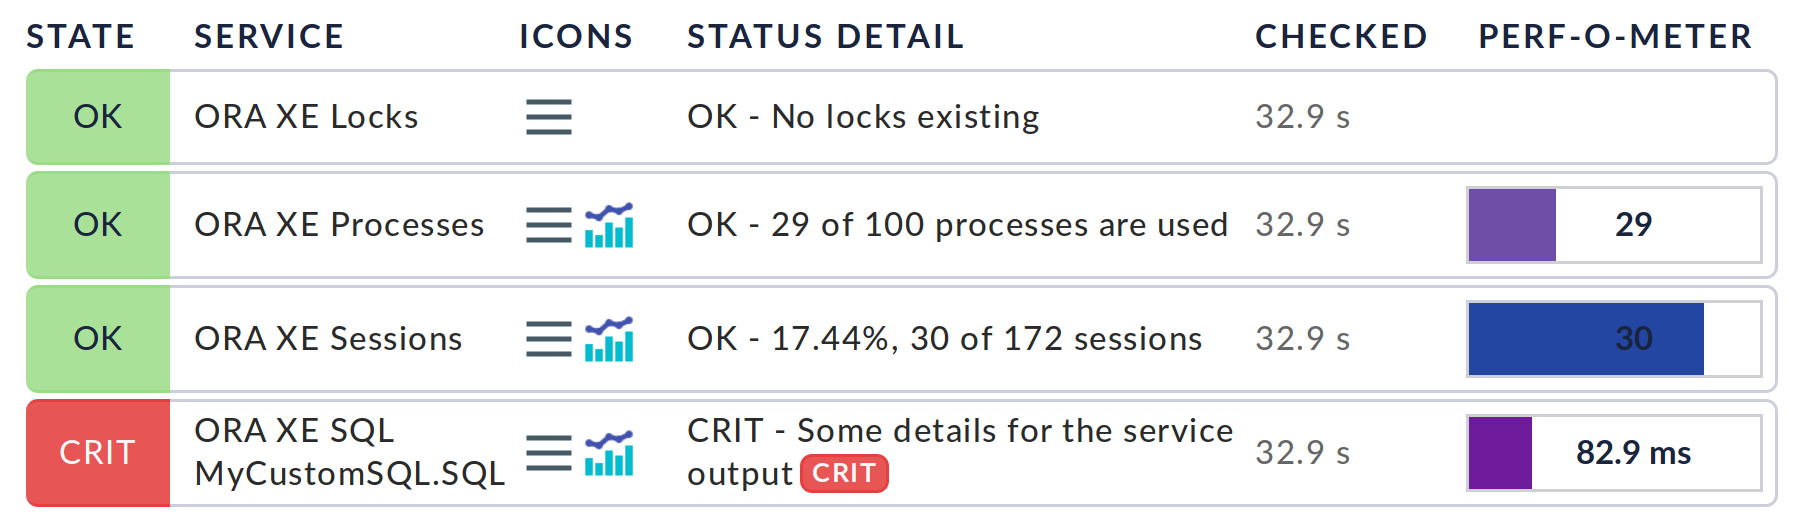 STATE SERVICE ICONS STATUS DETAIL CHECKED PERF-O-METER
OK ORA XE Locks OK - No locks existing 32.9 s
OK ORA XE Processes OK - 29 of 100 processes are used 32.9 s 29
OK ORA XE Sessions OK - 17.44%, 30 of 172 sessions 32.9 s 30
CRIT ORA XE SQL MyCustomSQL.SQL CRIT - Some details for the service output CRIT 32.9 s 82.9 ms